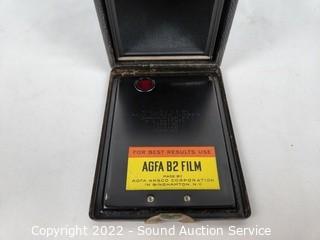 FOR BEST RESULTS USE
AGFA B2 FILM
MADE BY
AGFA ANSCO CORPORATION
IN BINGHAMTON, N.Y.
Copyright © 2022 - Sound Auction Service